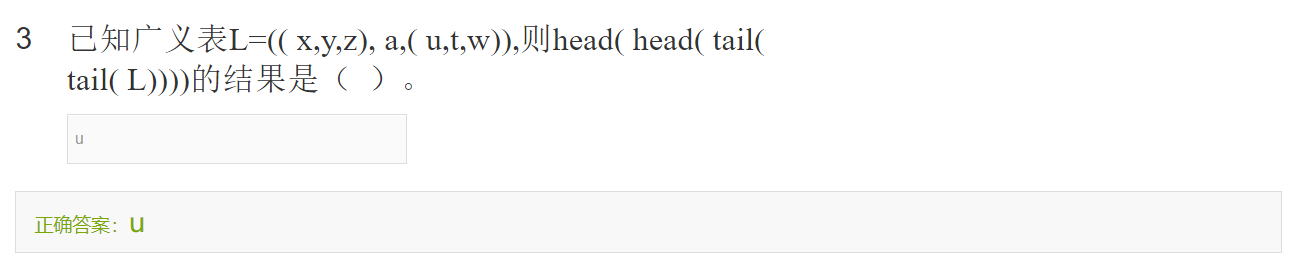 3 已知广义表L=(( x,y,z), a,( u,t,w)),则head( head( tail(
tail( L))))的结果是（ ）。
u
正确答案：u